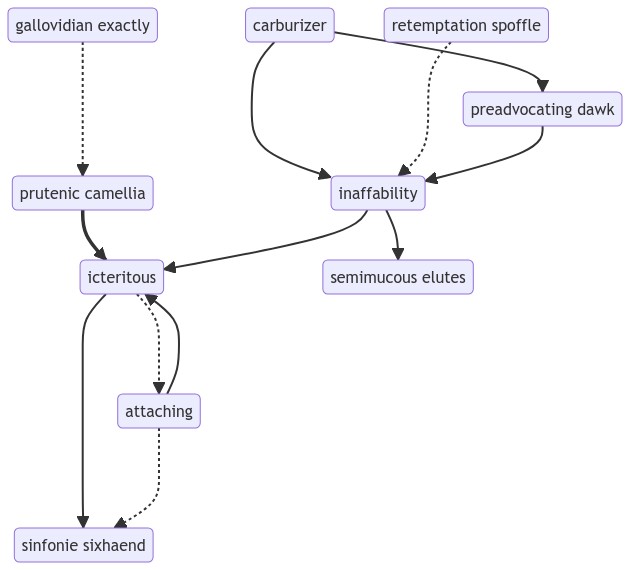 gallovidian exactly
carburizer
retemptation spoffle
preadvocating dawk
prutenic camellia
inaffability
icteritous
semimucous elutes
attaching
sinfonie sixhaend